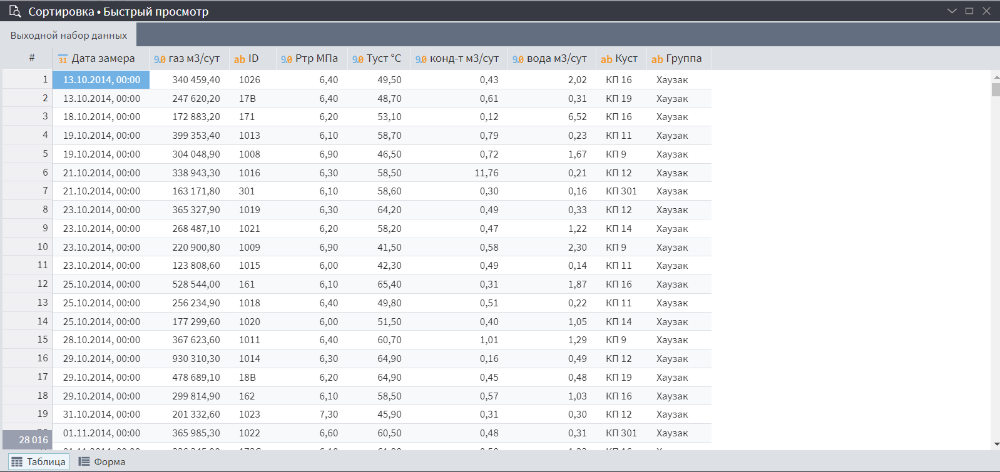 Сортировка • Быстрый просмотр
Выходной набор данных
# 31 Дата замера 9.0 газ м3/сут ab ID 9.0 Ртр МПа 9.0 Туст °С 9.0 конд-т м3/сут 9.0 вода м3/сут ab Куст ab Группа
1 13.10.2014, 00:00 340 459,40 1026 6,40 49,50 0,43 2,02 КП 16 Хаузак
2 13.10.2014, 00:00 247 620,20 17В 6,40 48,70 0,61 0,31 КП 19 Хаузак
3 18.10.2014, 00:00 172 883,20 171 6,20 53,10 0,12 6,52 КП 16 Хаузак
4 19.10.2014, 00:00 399 353,40 1013 6,10 58,70 0,79 0,23 КП 11 Хаузак
5 19.10.2014, 00:00 304 048,90 1008 6,90 46,50 0,72 1,67 КП 9 Хаузак
6 21.10.2014, 00:00 338 943,30 1016 6,30 58,50 11,76 0,21 КП 12 Хаузак
7 21.10.2014, 00:00 163 171,80 301 6,10 58,60 0,30 0,16 КП 301 Хаузак
8 23.10.2014, 00:00 365 327,90 1019 6,30 64,20 0,49 0,33 КП 12 Хаузак
9 23.10.2014, 00:00 268 487,10 1021 6,20 58,20 0,47 1,22 КП 14 Хаузак
10 23.10.2014, 00:00 220 900,80 1009 6,90 41,50 0,58 2,30 КП 9 Хаузак
11 23.10.2014, 00:00 123 808,60 1015 6,00 42,30 0,49 0,14 КП 11 Хаузак
12 25.10.2014, 00:00 528 544,00 161 6,10 65,40 0,31 1,87 КП 16 Хаузак
13 25.10.2014, 00:00 256 234,90 1018 6,40 49,80 0,51 0,22 КП 11 Хаузак
14 25.10.2014, 00:00 177 299,60 1020 6,00 51,50 0,40 1,05 КП 14 Хаузак
15 28.10.2014, 00:00 367 623,60 1011 6,40 60,70 1,01 1,29 КП 9 Хаузак
16 29.10.2014, 00:00 930 310,30 1014 6,30 64,90 0,16 0,49 КП 12 Хаузак
17 29.10.2014, 00:00 478 689,10 18В 6,20 64,90 0,45 0,48 КП 19 Хаузак
18 29.10.2014, 00:00 299 814,90 162 6,10 58,50 0,57 1,03 КП 16 Хаузак
19 31.10.2014, 00:00 201 332,60 1023 7,30 45,90 0,31 0,30 КП 12 Хаузак
01.11.2014, 00:00 365 985,30 1022 6,60 60,50 0,48 0,31 КП 301 Хаузак
28 016
Таблица Форма